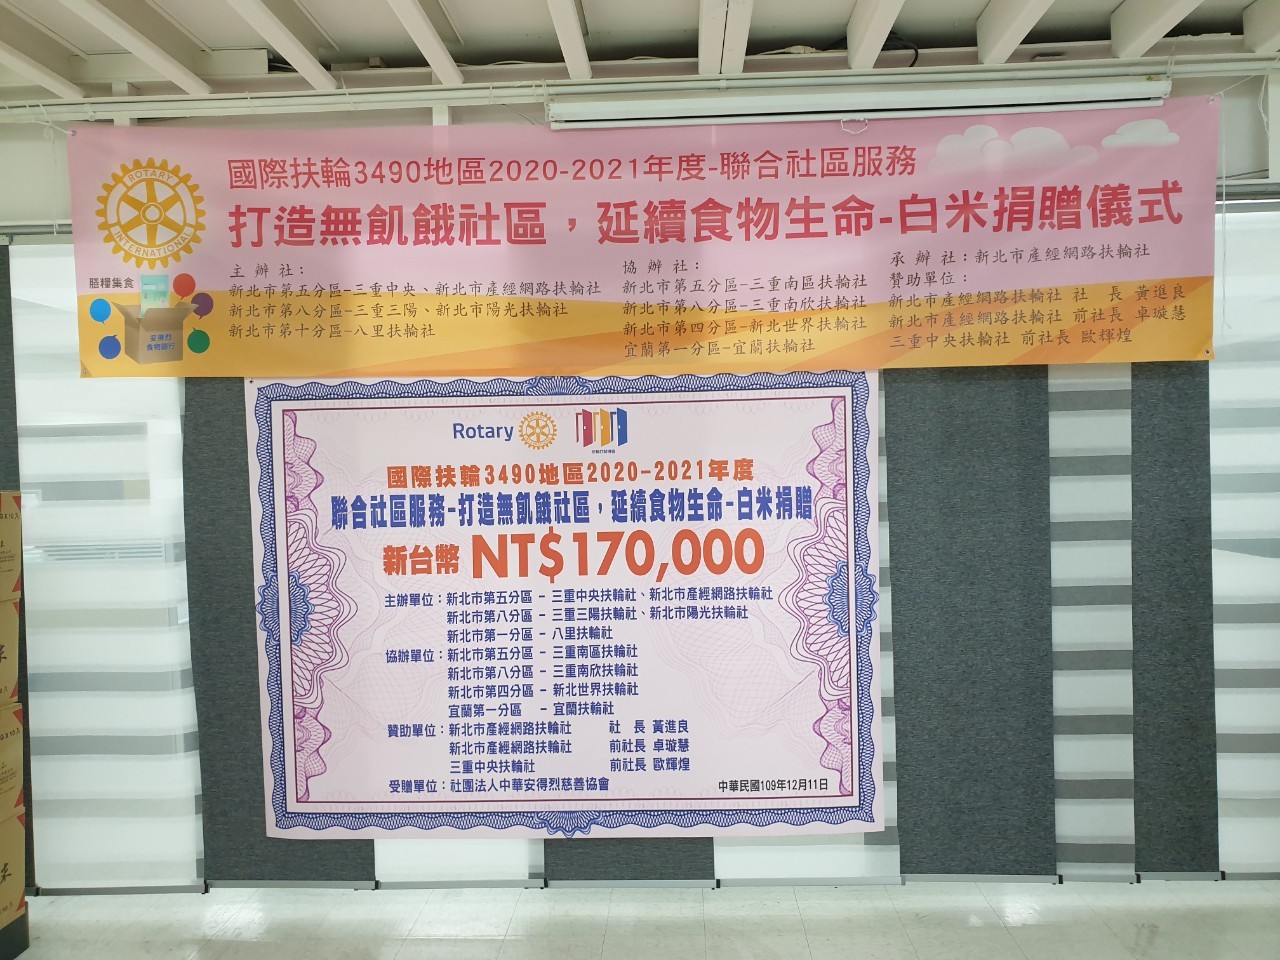 國際扶輪3490地區2020-2021年度-聯合社區服務
打造無飢餓社區，延續食物生命-白米捐贈儀式
ROTARY
INTERNATIONAL
膳糧集食
安得烈
食物銀行
主 辦 社：
新北市第五分區-三重中央、新北市產經網路扶輪社
新北市第八分區-三重三陽、新北市陽光扶輪社
新北市第十分區-八里扶輪社
協 辦 社：
新北市第五分區-三重南區扶輪社
新北市第八分區-三重南欣扶輪社
新北市第四分區-新北世界扶輪社
宜蘭第一分區-宜蘭扶輪社
承 辦 社：新北市產經網路扶輪社
贊助單位：
新北市產經網路扶輪社 社 長 黃進良
新北市產經網路扶輪社 前社長 卓璇慧
三重中央扶輪社 前社長 歐輝煌
Rotary
國際扶輪3490地區2020-2021年度
聯合社區服務-打造無飢餓社區，延續食物生命-白米捐贈
新台幣 NT$170,000
主辦單位：新北市第五分區 - 三重中央扶輪社、新北市產經網路扶輪社
新北市第八分區 - 三重三陽扶輪社、新北市陽光扶輪社
新北市第一分區 - 八里扶輪社
協辦單位：新北市第五分區 - 三重南區扶輪社
新北市第八分區 - 三重南欣扶輪社
新北市第四分區 - 新北世界扶輪社
宜蘭第一分區 - 宜蘭扶輪社
贊助單位：新北市產經網路扶輪社 社 長 黃進良
新北市產經網路扶輪社 前社長 卓璇慧
三重中央扶輪社 前社長 歐輝煌
受贈單位：社團法人中華安得烈慈善協會
中華民國109年12月11日